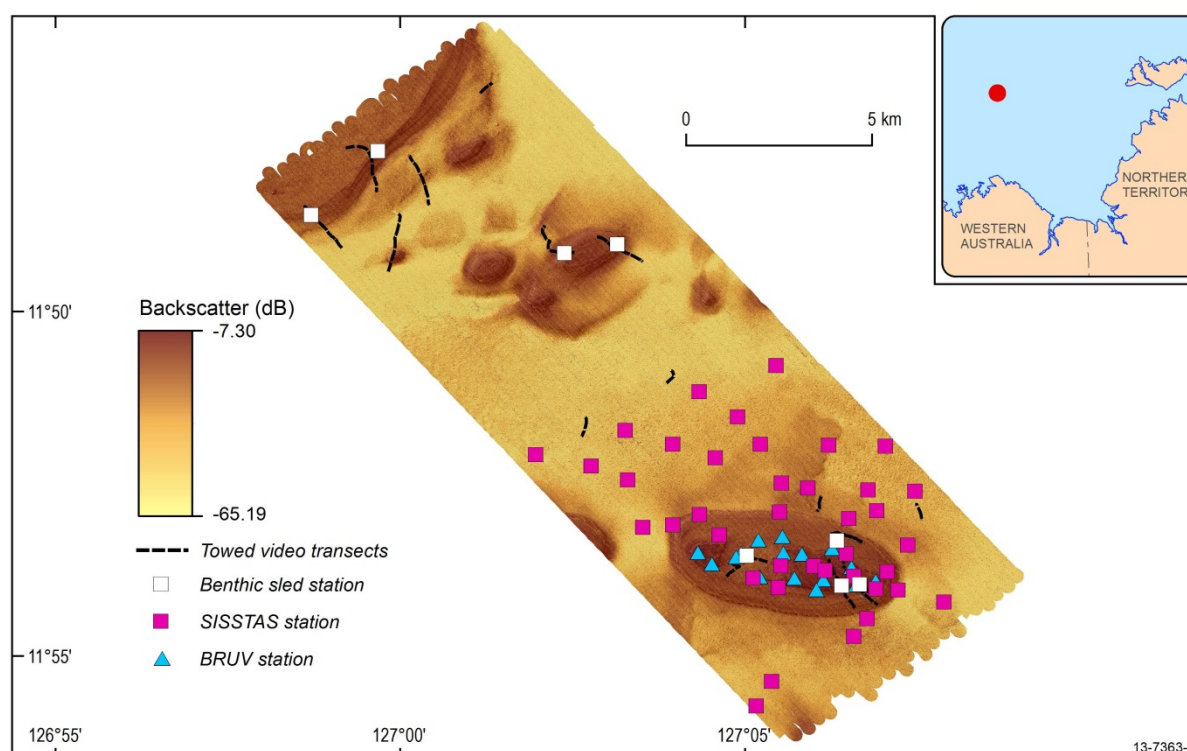 0
5 km
NORTHER
TERRITOR
WESTERN
AUSTRALIA
11°50'
Backscatter (dB)
-7.30
-65.19
Towed video transects
Benthic sled station
SISSTAS station
BRUV station
11°55'
126°55'
127°00'
127°05'
13-7363-